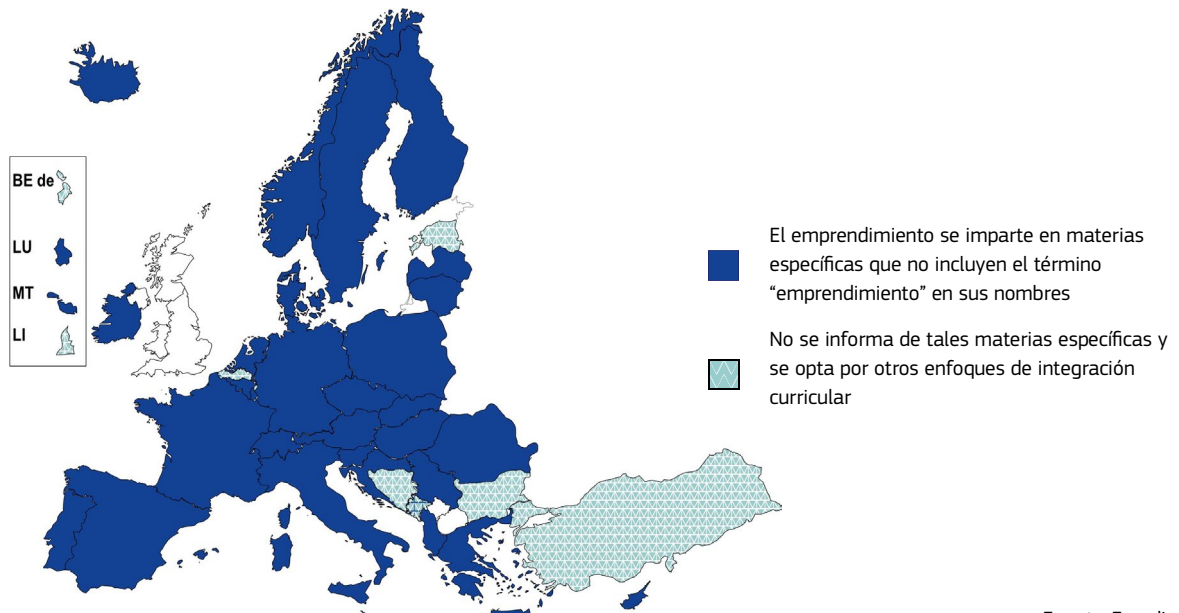 BE de
LU
MT
LI
El emprendimiento se imparte en materias
específicas que no incluyen el término
“emprendimiento” en sus nombres
No se informa de tales materias específicas y
se opta por otros enfoques de integración
curricular